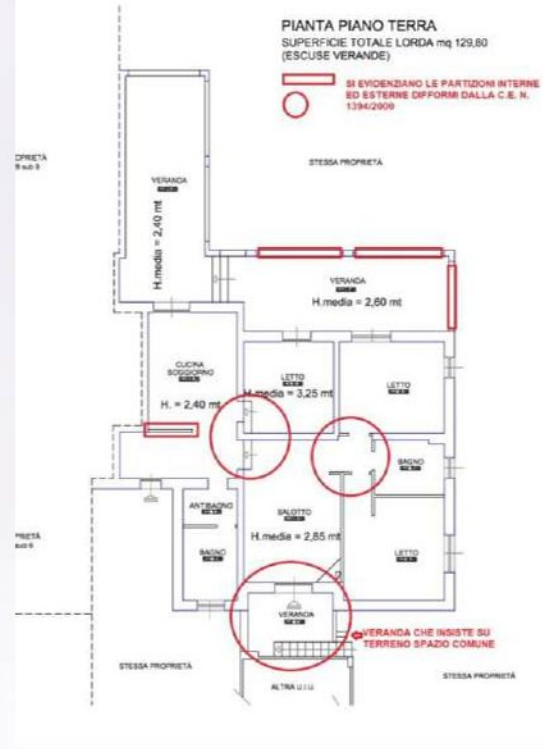 PIANTA PIANO TERRA
SUPERFICIE TOTALE LORDA mq 129,80
(ESCUSE VERANDE)
SI EVIDENZIANO LE PARTIZIONI INTERNE
ED ESTERNE DIFFORMI DALLA C.E. N.
1394/2000
STESSA PROPRIETÀ
VERANDA
H.media = 2,40 mt
VERANDA
H.media = 2,60 mt
CUCINA
SOGGIORNO
H. = 2,40 mt
LETTO
H.media = 3,25 mt
LETTO
BAGNO
ANTIBAGNO
SALOTTO
H.media = 2,85 mt
BAGNO
LETTO
VERANDA
VERANDA CHE INSISTE SU
TERRENO SPAZIO COMUNE
STESSA PROPRIETÀ
ALTRA U.I.U.
STESSA PROPRIETÀ